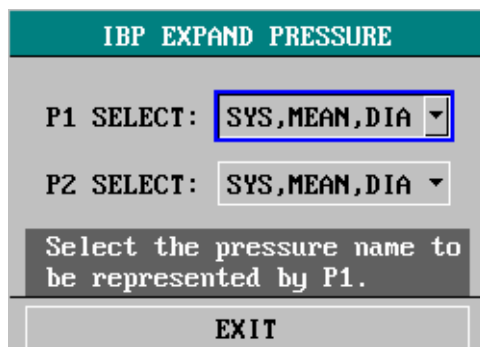 IBP EXPAND PRESSURE
P1 SELECT: SYS,MEAN,DIA
P2 SELECT: SYS,MEAN,DIA
Select the pressure name to
be represented by P1.
EXIT